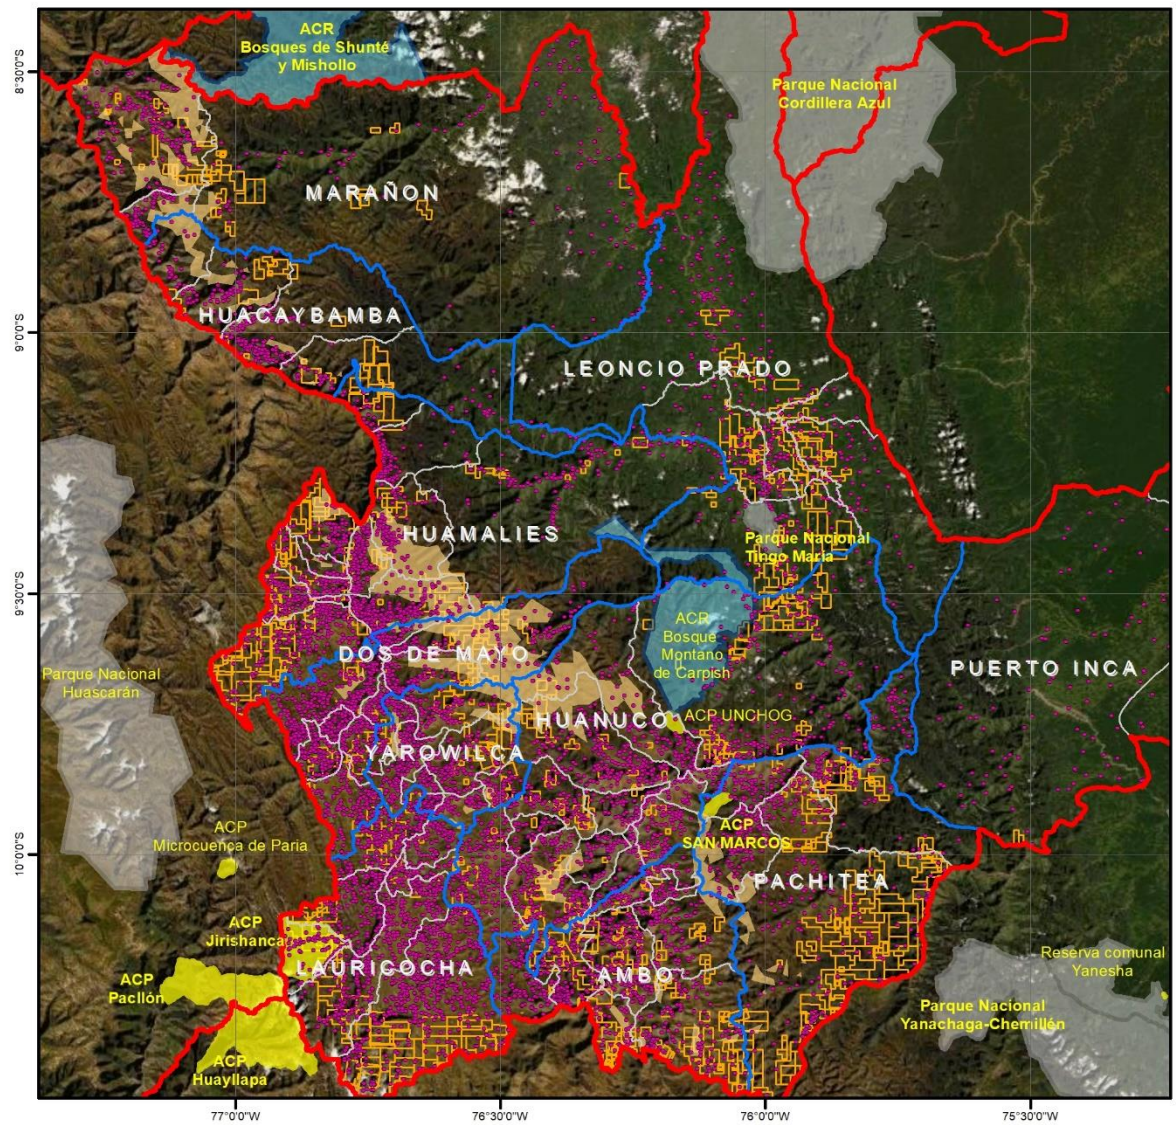 ACR
Bosques de Shunté
y Mishollo
Parque Nacional
Cordillera Azul
8°30'0"S
MARAÑON
HUACAYBAMBA
9°0'0"S
LEONCIO PRADO
HUAMALIES
Parque Nacional
Tingo María
9°30'0"S
ACR
Bosque
Montano
de Carpish
DOS DE MAYO
PUERTO INCA
Parque Nacional
Huascarán
HUANUCO
ACP UNCHOG
YAROWILCA
ACP
SAN MARCOS
ACP
Microcuenca de Paria
10°0'0"S
PACHITEA
ACP
Jirishanca
LAURICOCHA
AMBO
Reserva comunal
Yanesha
ACP
Pacllón
Parque Nacional
Yanachaga-Chemillén
ACP
Huayllapa
77°0'0"W
76°30'0"W
76°0'0"W
75°30'0"W